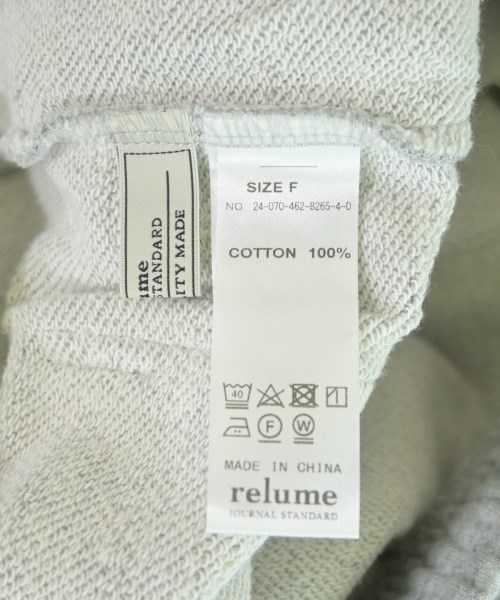 SIZE F
NO 24-070-462-8265-4-0
COTTON 100%
40
F W
MADE IN CHINA
relume
JOURNAL STANDARD
ume
STANDARD
ITY MADE